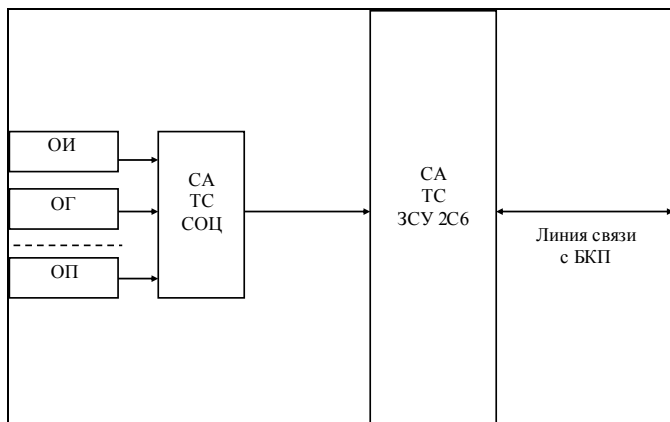 ОИ
ОГ
ОП
СА
ТС
СОЦ
СА
ТС
ЗСУ 2С6
Линия связи
с БКП